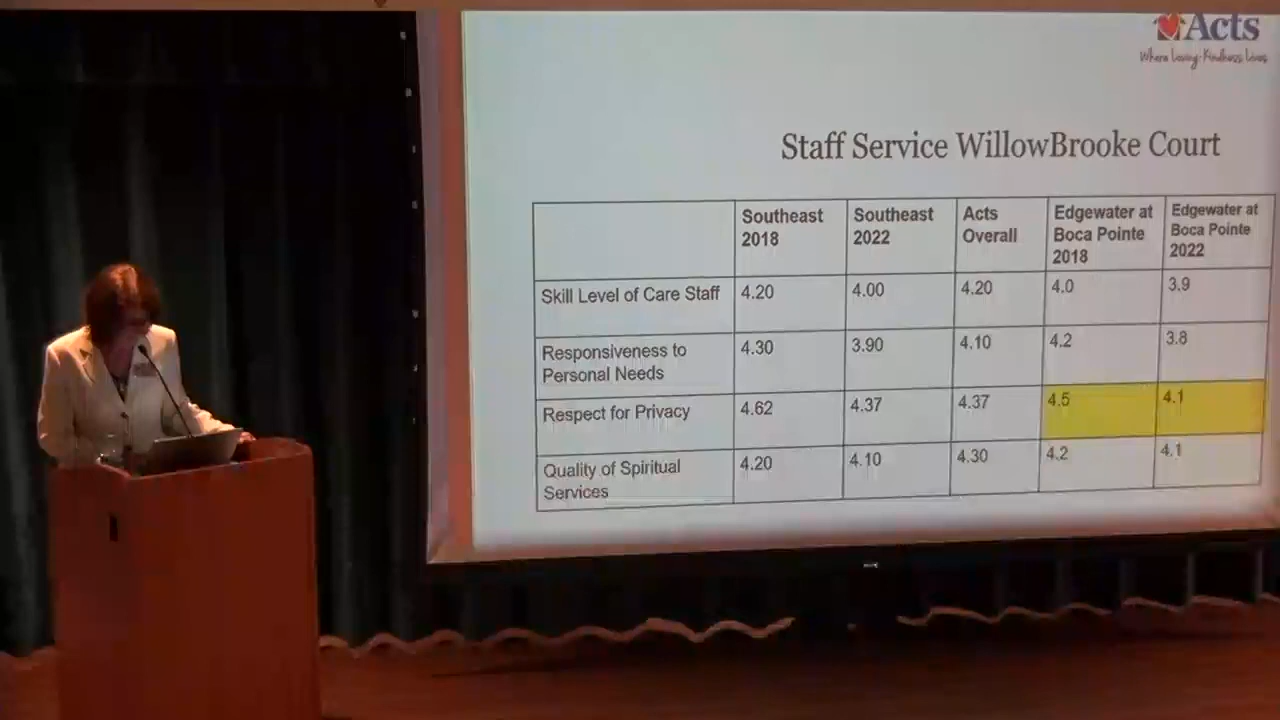 Acts
Where Loving-Kindness Lives
Staff Service WillowBrooke Court
Southeast 2018
Southeast 2022
Acts Overall
Edgewater at Boca Pointe 2018
Edgewater at Boca Pointe 2022
Skill Level of Care Staff 4.20 4.00 4.20 4.0 3.9
Responsiveness to Personal Needs 4.30 3.90 4.10 4.2 3.8
Respect for Privacy 4.62 4.37 4.37 4.5 4.1
Quality of Spiritual Services 4.20 4.10 4.30 4.2 4.1